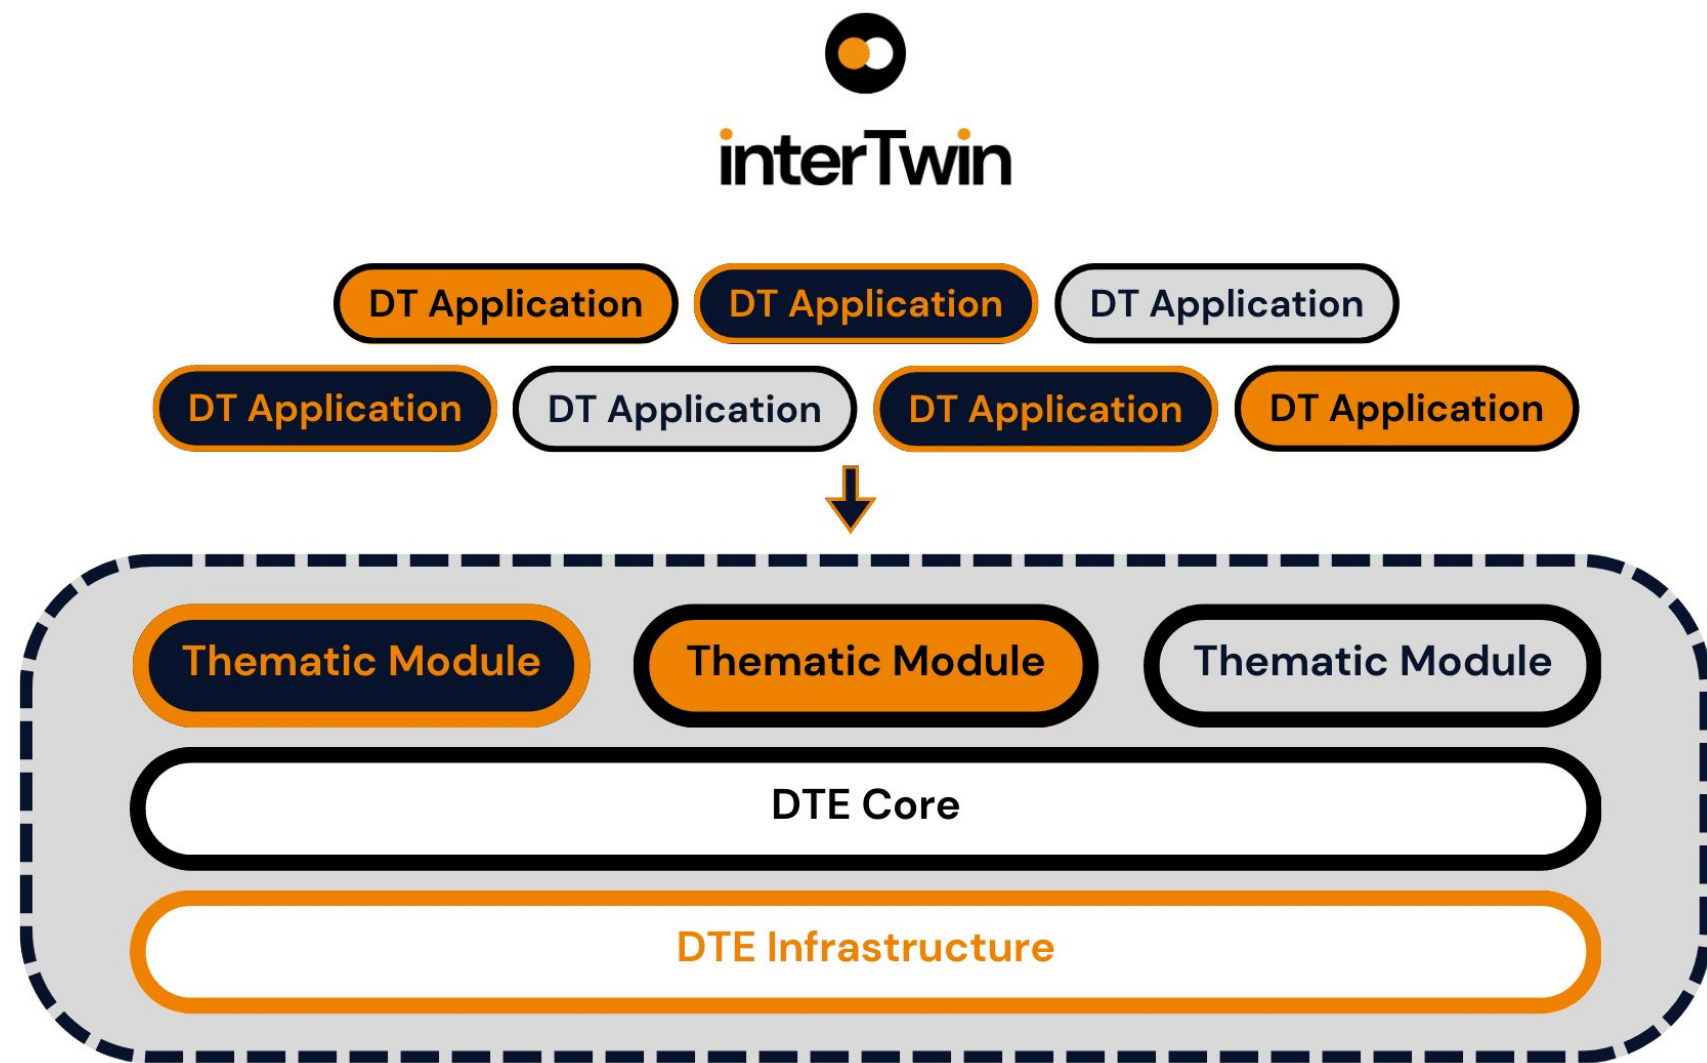 interTwin
DT Application DT Application DT Application
DT Application DT Application DT Application DT Application
Thematic Module Thematic Module Thematic Module
DTE Core
DTE Infrastructure